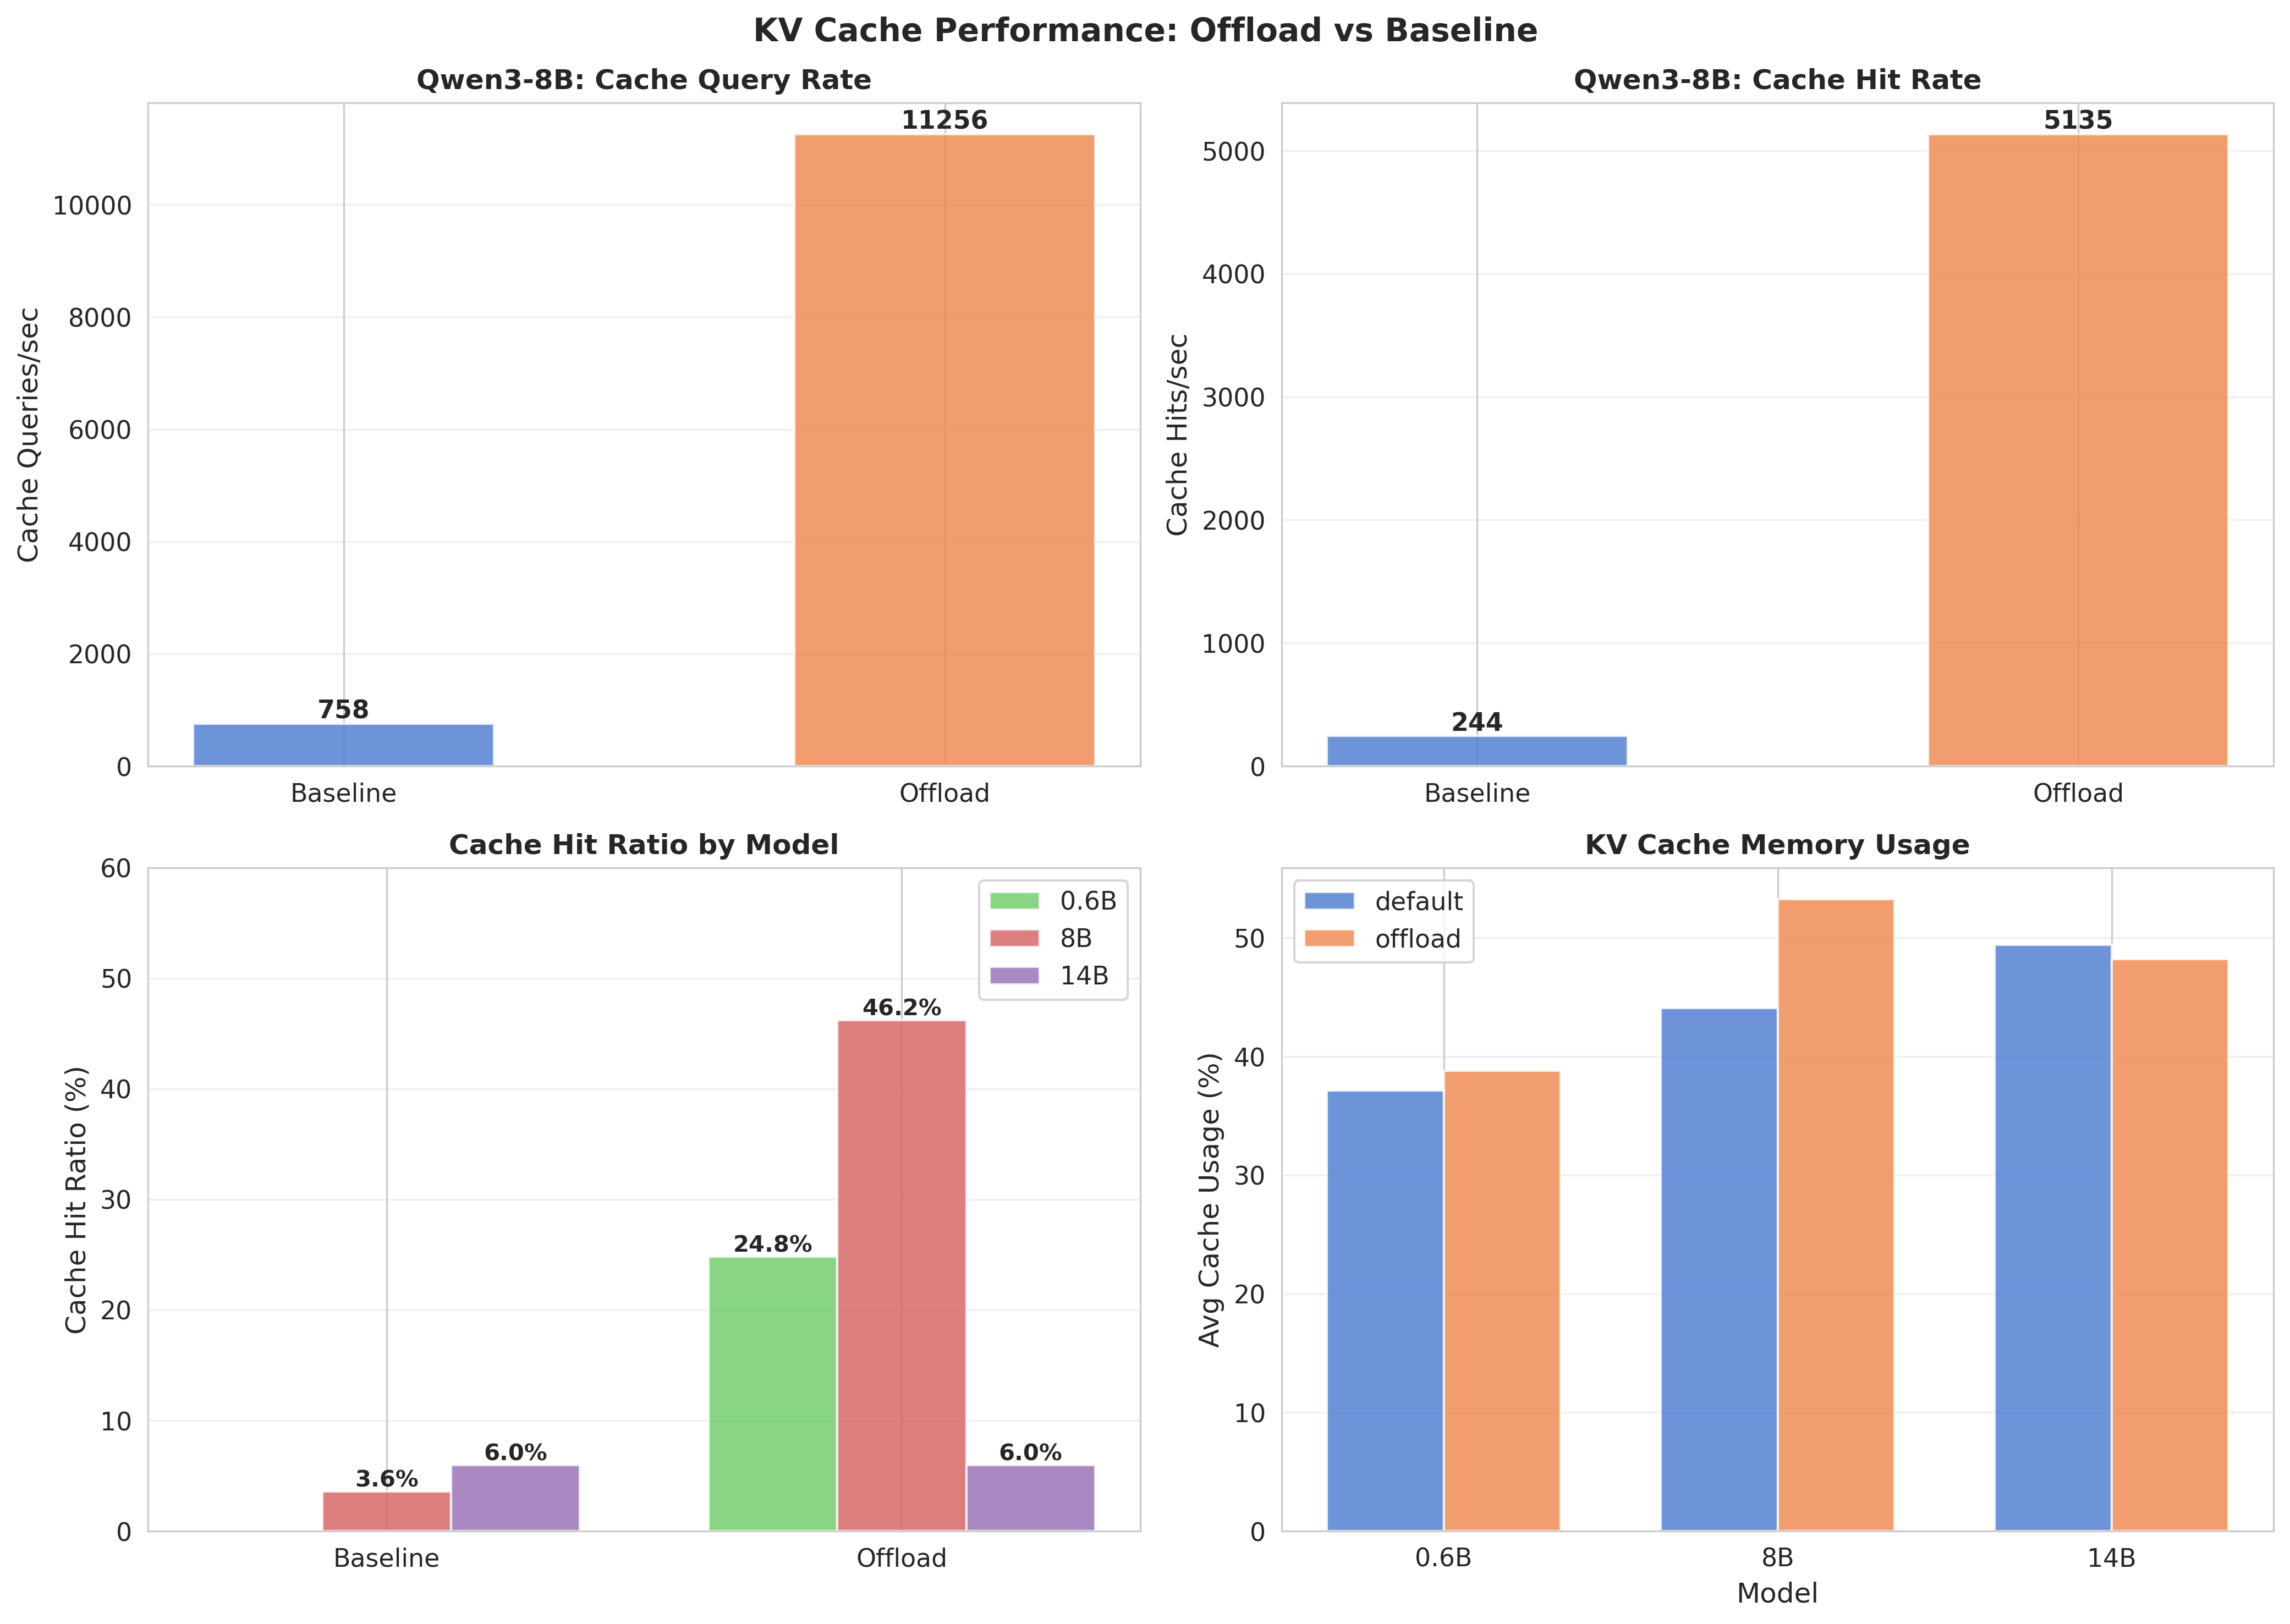 KV Cache Performance: Offload vs Baseline
Qwen3-8B: Cache Query Rate
Cache Queries/sec
10000
8000
6000
4000
2000
0
758
11256
Baseline
Offload
Qwen3-8B: Cache Hit Rate
Cache Hits/sec
5000
4000
3000
2000
1000
0
244
5135
Baseline
Offload
Cache Hit Ratio by Model
Cache Hit Ratio (%)
60
50
40
30
20
10
0
0.6B
8B
14B
3.6%
6.0%
24.8%
46.2%
6.0%
Baseline
Offload
KV Cache Memory Usage
Avg Cache Usage (%)
50
40
30
20
10
0
default
offload
0.6B
8B
14B
Model